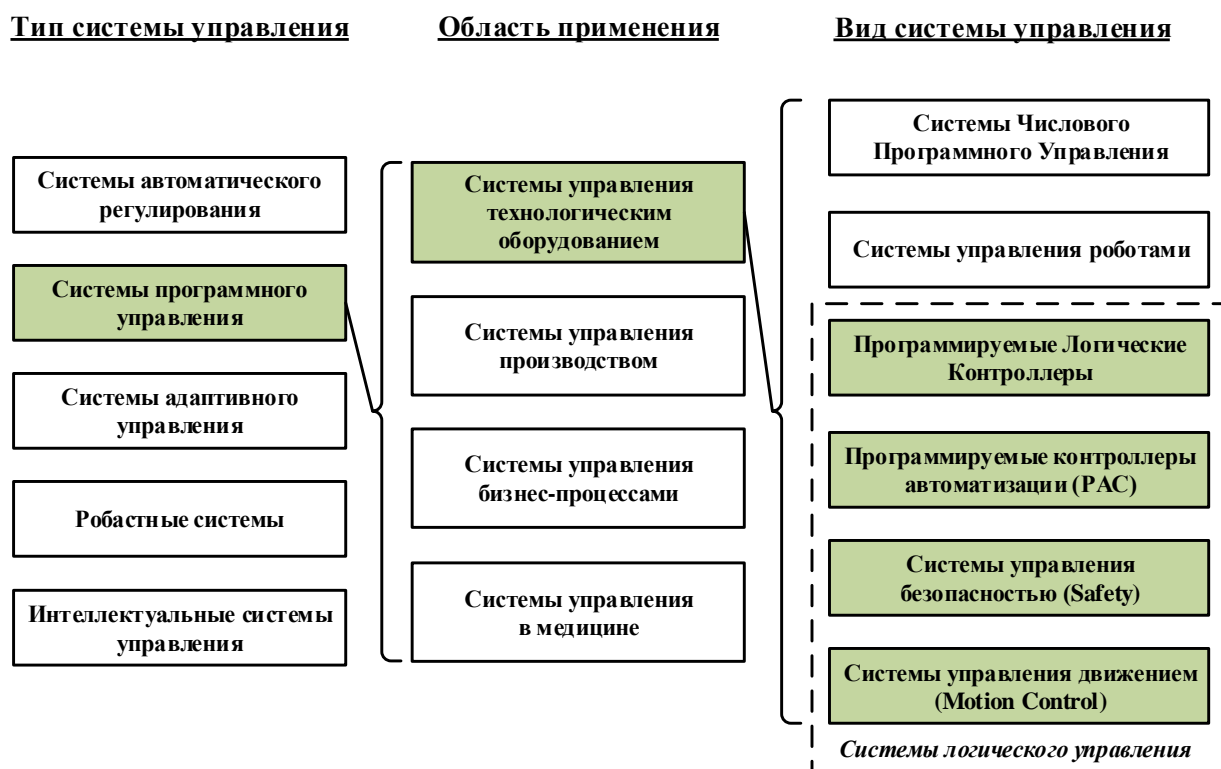 Тип системы управления
Область применения
Вид системы управления
Системы автоматического
регулирования
Системы программного
управления
Системы адаптивного
управления
Робастные системы
Интеллектуальные системы
управления
Системы управления
технологическим
оборудованием
Системы управления
производством
Системы управления
бизнес-процессами
Системы управления
в медицине
Системы Числового
Программного Управления
Системы управления роботами
Программируемые Логические
Контроллеры
Программируемые контроллеры
автоматизации (PAC)
Системы управления
безопасностью (Safety)
Системы управления движением
(Motion Control)
Системы логического управления